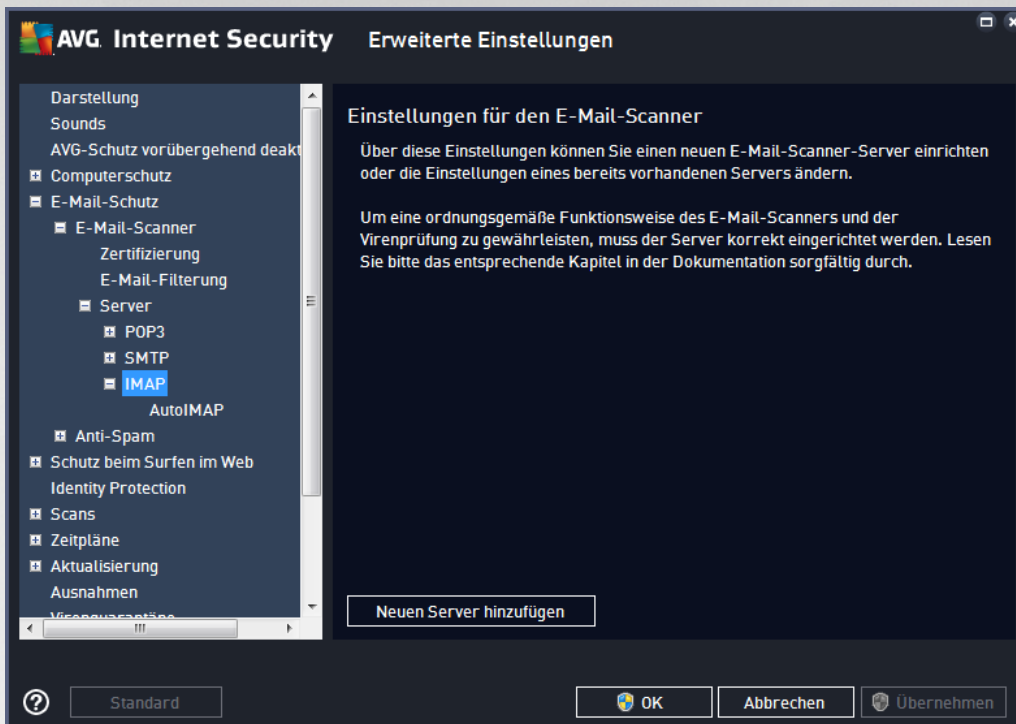 AVG. Internet Security Erweiterte Einstellungen
Darstellung
Sounds
AVG-Schutz vorübergehend deakt
Computerschutz
E-Mail-Schutz
E-Mail-Scanner
Zertifizierung
E-Mail-Filterung
Server
POP3
SMTP
IMAP
AutoIMAP
Anti-Spam
Schutz beim Surfen im Web
Identity Protection
Scans
Zeitpläne
Aktualisierung
Ausnahmen
Virenquarantäne
Einstellungen für den E-Mail-Scanner
Über diese Einstellungen können Sie einen neuen E-Mail-Scanner-Server einrichten
oder die Einstellungen eines bereits vorhandenen Servers ändern.
Um eine ordnungsgemäße Funktionsweise des E-Mail-Scanners und der
Virenprüfung zu gewährleisten, muss der Server korrekt eingerichtet werden. Lesen
Sie bitte das entsprechende Kapitel in der Dokumentation sorgfältig durch.
Neuen Server hinzufügen
Standard
OK
Abbrechen
Übernehmen